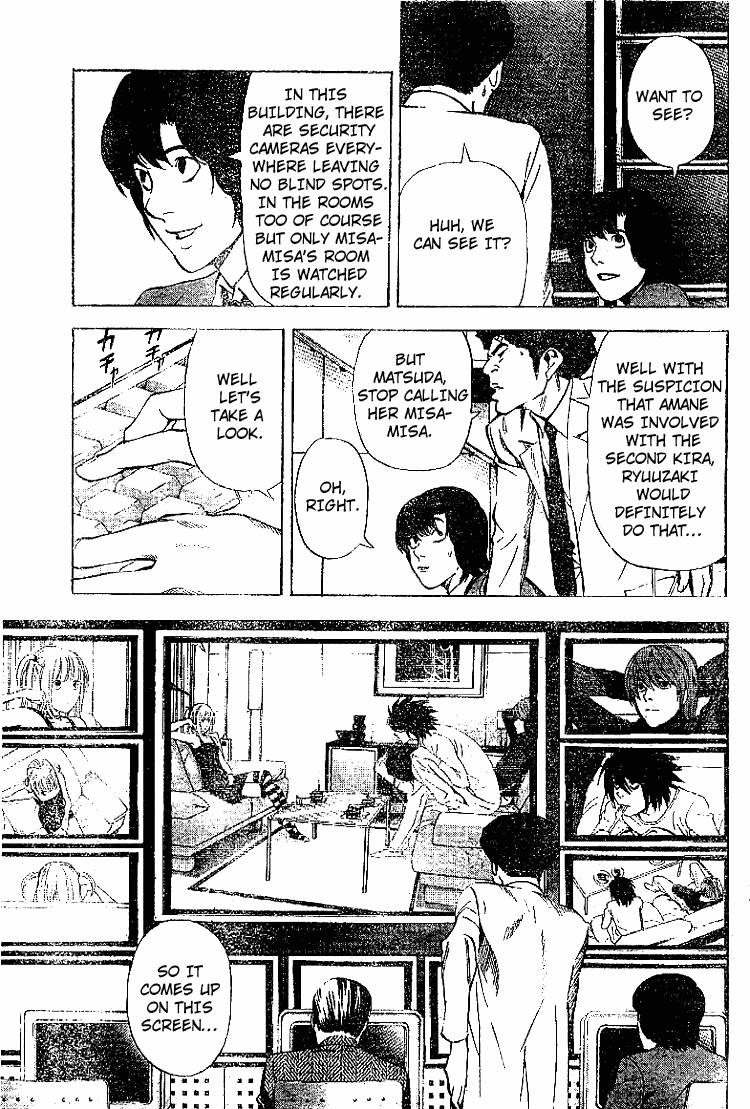 WANT TO
SEE?
HUH, WE
CAN SEE IT?
IN THIS
BUILDING, THERE
ARE SECURITY
CAMERAS EVERY-
WHERE LEAVING
NO BLIND SPOTS.
IN THE ROOMS
TOO OF COURSE
BUT ONLY MISA-
MISA'S ROOM
IS WATCHED
REGULARLY.
WELL WITH
THE SUSPICION
THAT AMANE
WAS INVOLVED
WITH THE
SECOND KIRA,
RYUUZAKI
WOULD
DEFINITELY
DO THAT...
BUT
MATSUDA,
STOP CALLING
HER MISA-
MISA.
OH,
RIGHT.
WELL
LET'S
TAKE A
LOOK.
カチャ
カチャ
SO IT
COMES UP
ON THIS
SCREEN...